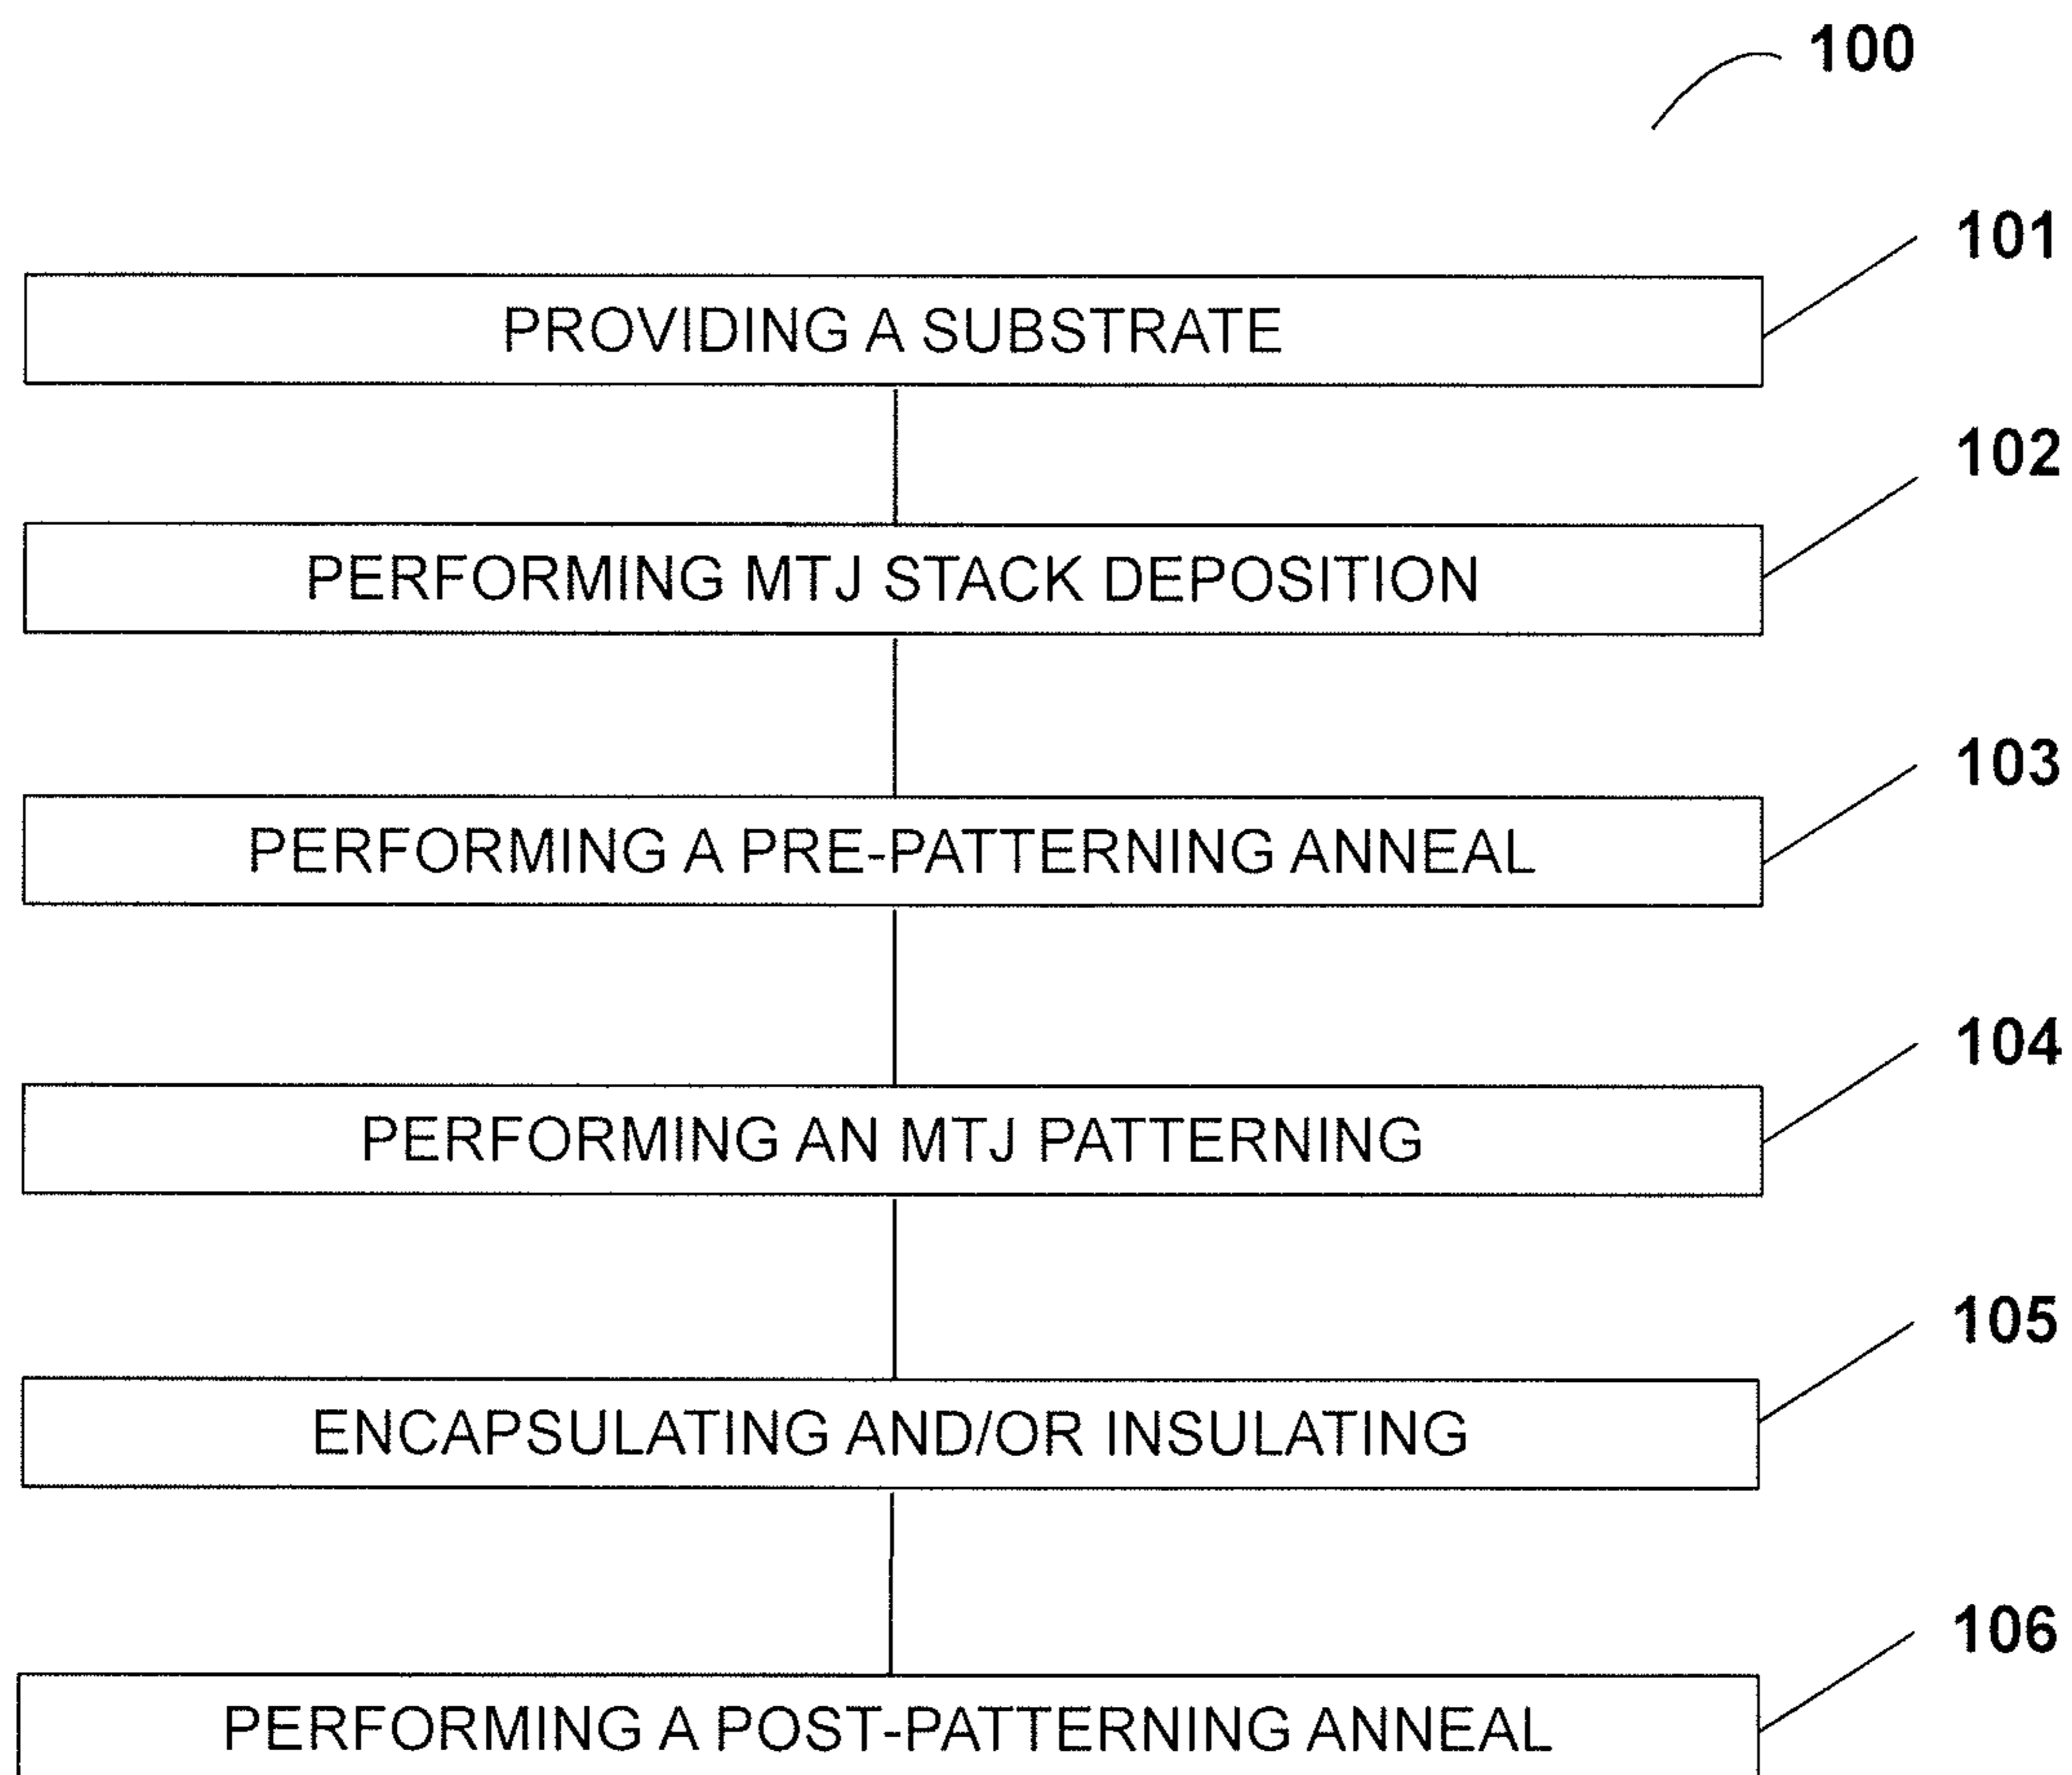 100
101
PROVIDING A SUBSTRATE
102
PERFORMING MTJ STACK DEPOSITION
103
PERFORMING A PRE-PATTERNING ANNEAL
104
PERFORMING AN MTJ PATTERNING
105
ENCAPSULATING AND/OR INSULATING
106
PERFORMING A POST-PATTERNING ANNEAL